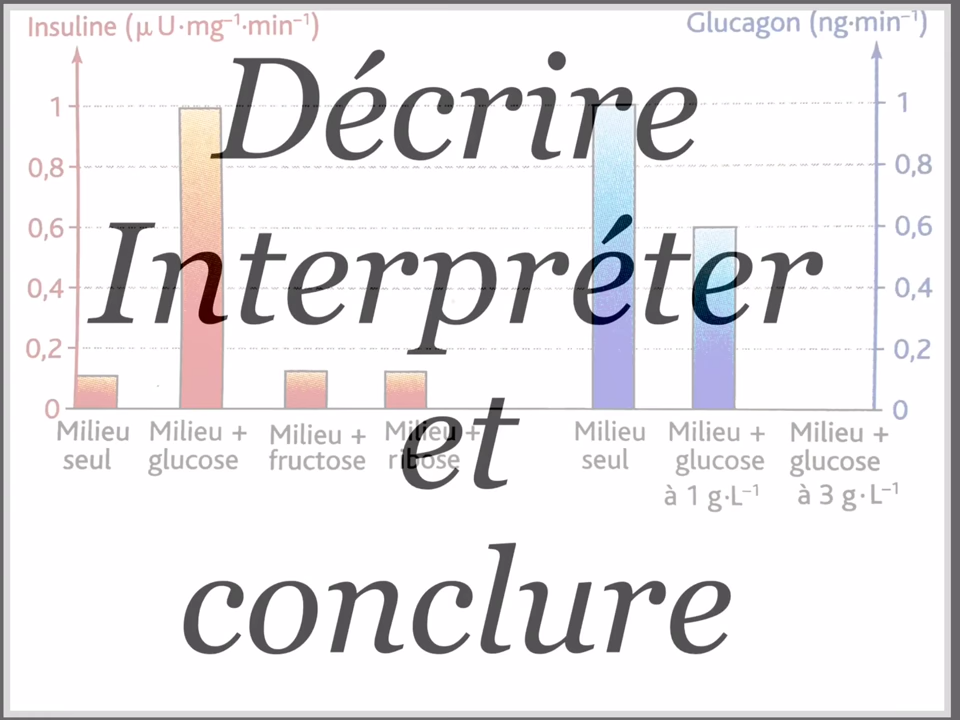 Insuline (μ U·mg⁻¹·min⁻¹) Glucagon (ng·min⁻¹)
Décrire
1 1
0,8 0,8
Interpréter
0,6 0,6
0,4 0,4
0,2 0,2
0 0
et
Milieu seul
Milieu + glucose
Milieu + fructose
Milieu + ribose
Milieu seul
Milieu + glucose à 1 g·L⁻¹
Milieu + glucose à 3 g·L⁻¹
conclure